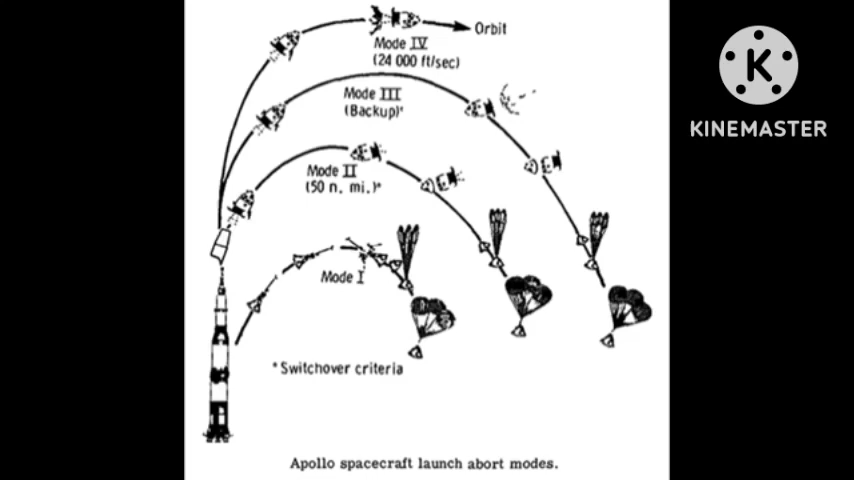 Orbit
Mode IV
(24 000 ft/sec)
Mode III
(Backup)*
Mode II
(50 n. mi.)*
Mode I
* Switchover criteria
Apollo spacecraft launch abort modes.
K
KINEMASTER